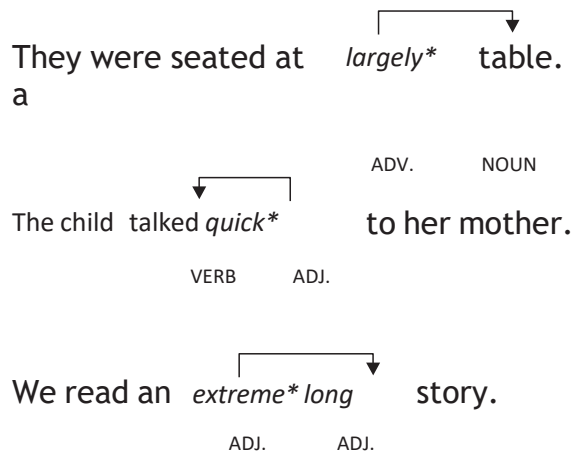 They were seated at largely* table.
a
ADV. NOUN
The child talked quick* to her mother.
VERB ADJ.
We read an extreme* long story.
ADJ. ADJ.